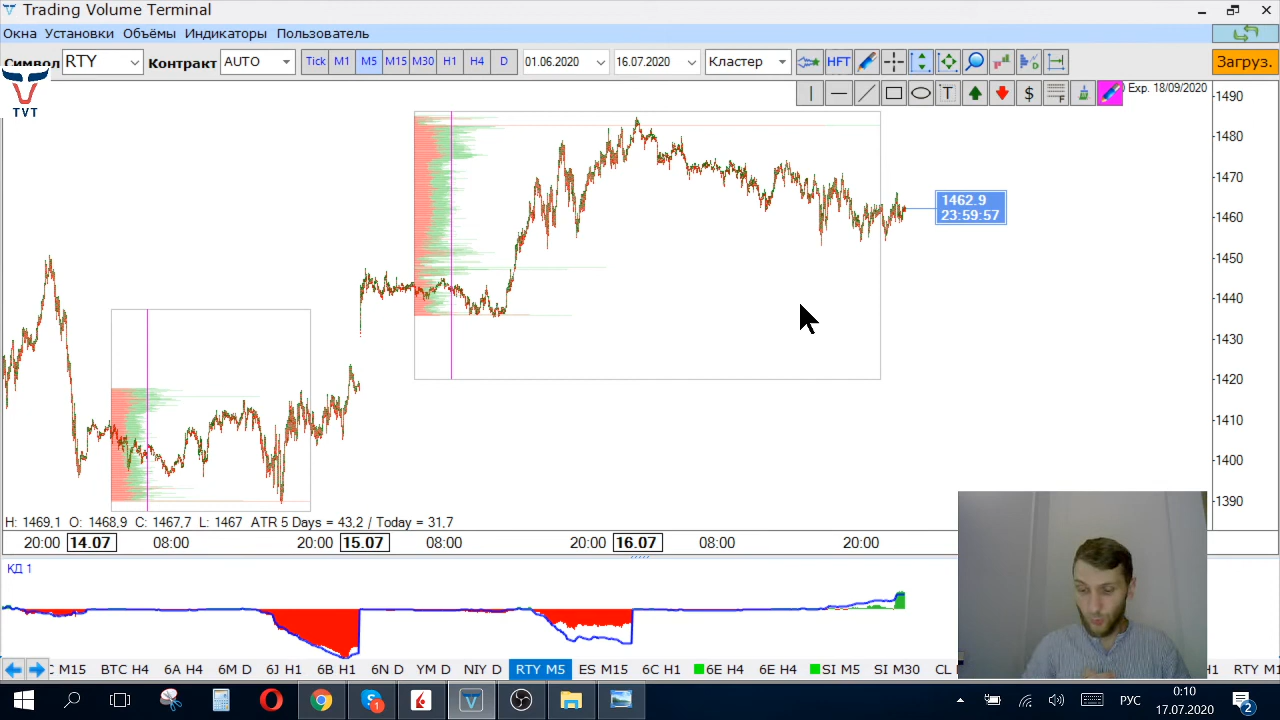 Trading Volume Terminal
Окна Установки Объёмы Индикаторы Пользователь
Символ RTY Контракт AUTO Tick M1 M5 M15 M30 H1 H4 D 01.06.2020 16.07.2020 Кластер HFT Загруз.
TVT
T $ F Exp. 18/09/2020
1490
1480
1470
1462.9
23:59:57
1460
1450
1440
1430
1420
1410
1400
1390
H: 1469,1 O: 1468,9 C: 1467,7 L: 1467 ATR 5 Days = 43,2 / Today = 31,7
20:00 14.07 08:00 20:00 15.07 08:00 20:00 16.07 08:00 20:00
КД 1
M15 BTC H4 6A H4 6M D 6J H1 6B H1 6N D YM D NIY D RTY M5 ES M15 6C H1 6E H4 6E H4 SI M5 SI M30 CL H1 RTY M
РУС 0:10
17.07.2020
1
2